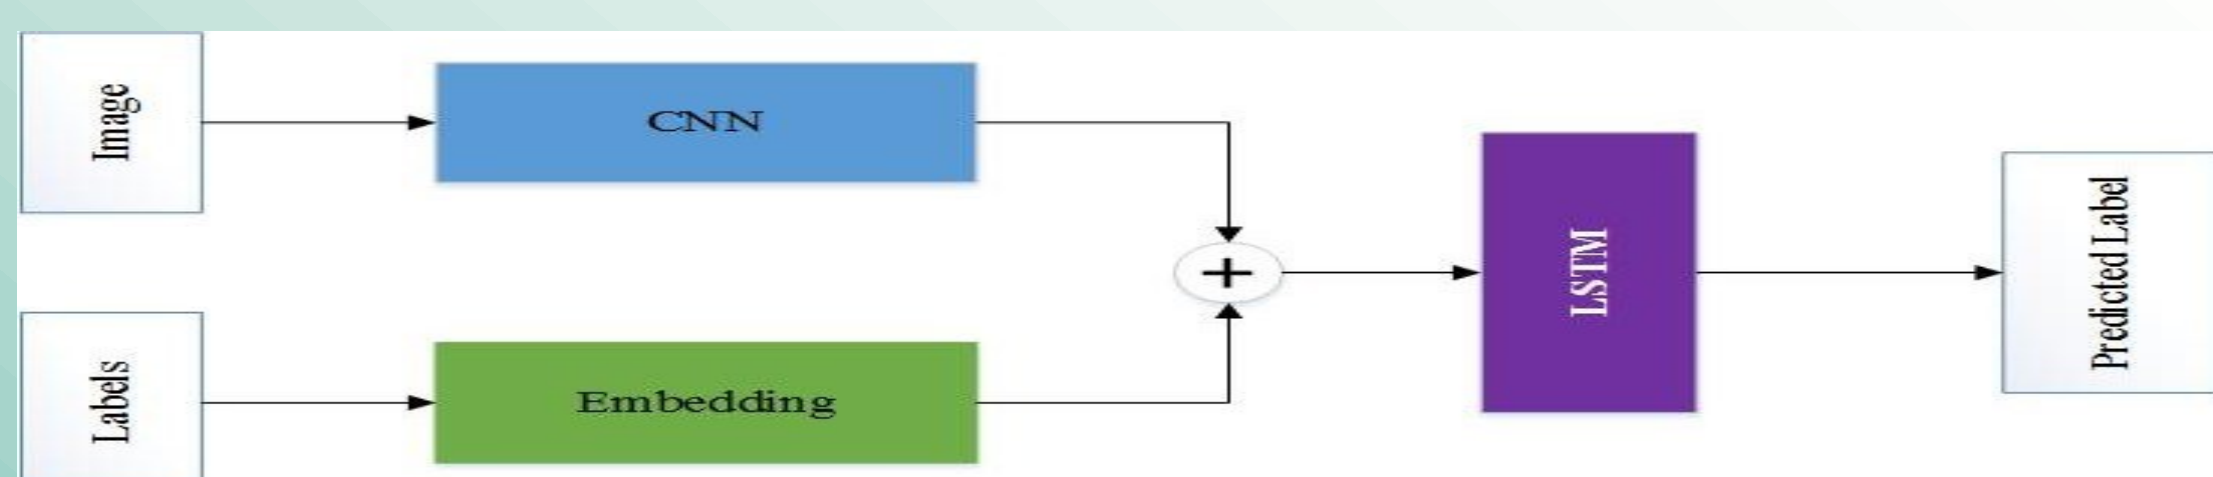 Image
CNN
+
LSTM
Predicted Label
Labels
Embedding